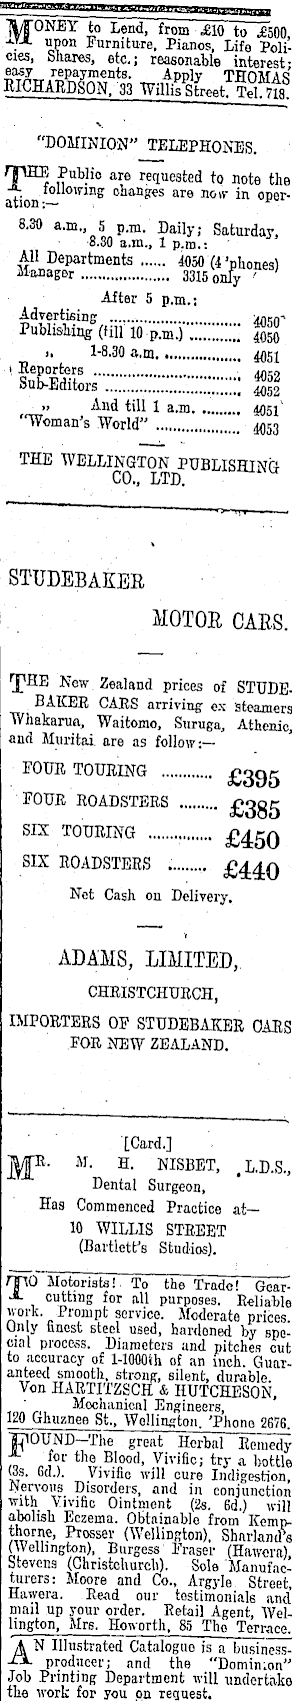 MONEY to Lend, from £10 to £500,
upon Furniture, Pianos, Life Poli-
cies, Shares, etc.; reasonable interest;
easy repayments. Apply THOMAS
RICHARDSON, 33 Willis Street. Tel. 718.
"DOMINION" TELEPHONES.
THE Public are requested to note the
following changes are now in oper-
ation:—
8.30 a.m., 5 p.m. Daily; Saturday,
8.30 a.m., 1 p.m.:
All Departments ...... 4050 (4 'phones)
Manager .................. 3315 only
After 5 p.m.:
Advertising .......................... 4050
Publishing (till 10 p.m.) ........... 4050
„ 1-8.30 a.m. ................ 4051
Reporters ............................. 4052
Sub-Editors .......................... 4052
„ And till 1 a.m. ......... 4051
"Woman's World" ................... 4053
THE WELLINGTON PUBLISHING
CO., LTD.
STUDEBAKER
MOTOR CARS.
THE New Zealand prices of STUDE-
BAKER CARS arriving ex steamers
Whakarua, Waitomo, Suruga, Athenic,
and Muritai are as follow:—
FOUR TOURING ........... £395
FOUR ROADSTERS ......... £385
SIX TOURING .............. £450
SIX ROADSTERS ......... £440
Net Cash on Delivery.
ADAMS, LIMITED,
CHRISTCHURCH,
IMPORTERS OF STUDEBAKER CARS
FOR NEW ZEALAND.
[Card.]
MR. M. H. NISBET, L.D.S.,
Dental Surgeon,
Has Commenced Practice at—
10 WILLIS STREET
(Bartlett's Studios).
TO Motorists! To the Trade! Gear-
cutting for all purposes. Reliable
work. Prompt service. Moderate prices.
Only finest steel used, hardened by spe-
cial process. Diameters and pitches cut
to accuracy of 1-1000th of an inch. Guar-
anteed smooth, strong, silent, durable.
Von HARTITZSCH & HUTCHESON,
Mechanical Engineers,
120 Ghuznee St., Wellington. 'Phone 2676.
FOUND—The great Herbal Remedy
for the Blood, Vivific; try a bottle
(3s. 6d.). Vivific will cure Indigestion,
Nervous Disorders, and in conjunction
with Vivific Ointment (2s. 6d.) will
abolish Eczema. Obtainable from Kemp-
thorne, Prosser (Wellington), Sharland's
(Wellington), Burgess Fraser (Hawera),
Stevens (Christchurch). Sole Manufac-
turers: Moore and Co., Argyle Street,
Hawera. Read our testimonials and
mail up your order. Retail Agent, Wel-
lington, Mrs. Howorth, 85 The Terrace.
AN Illustrated Catalogue is a business-
producer; and the "Dominion"
Job Printing Department will undertake
the work for you on request.